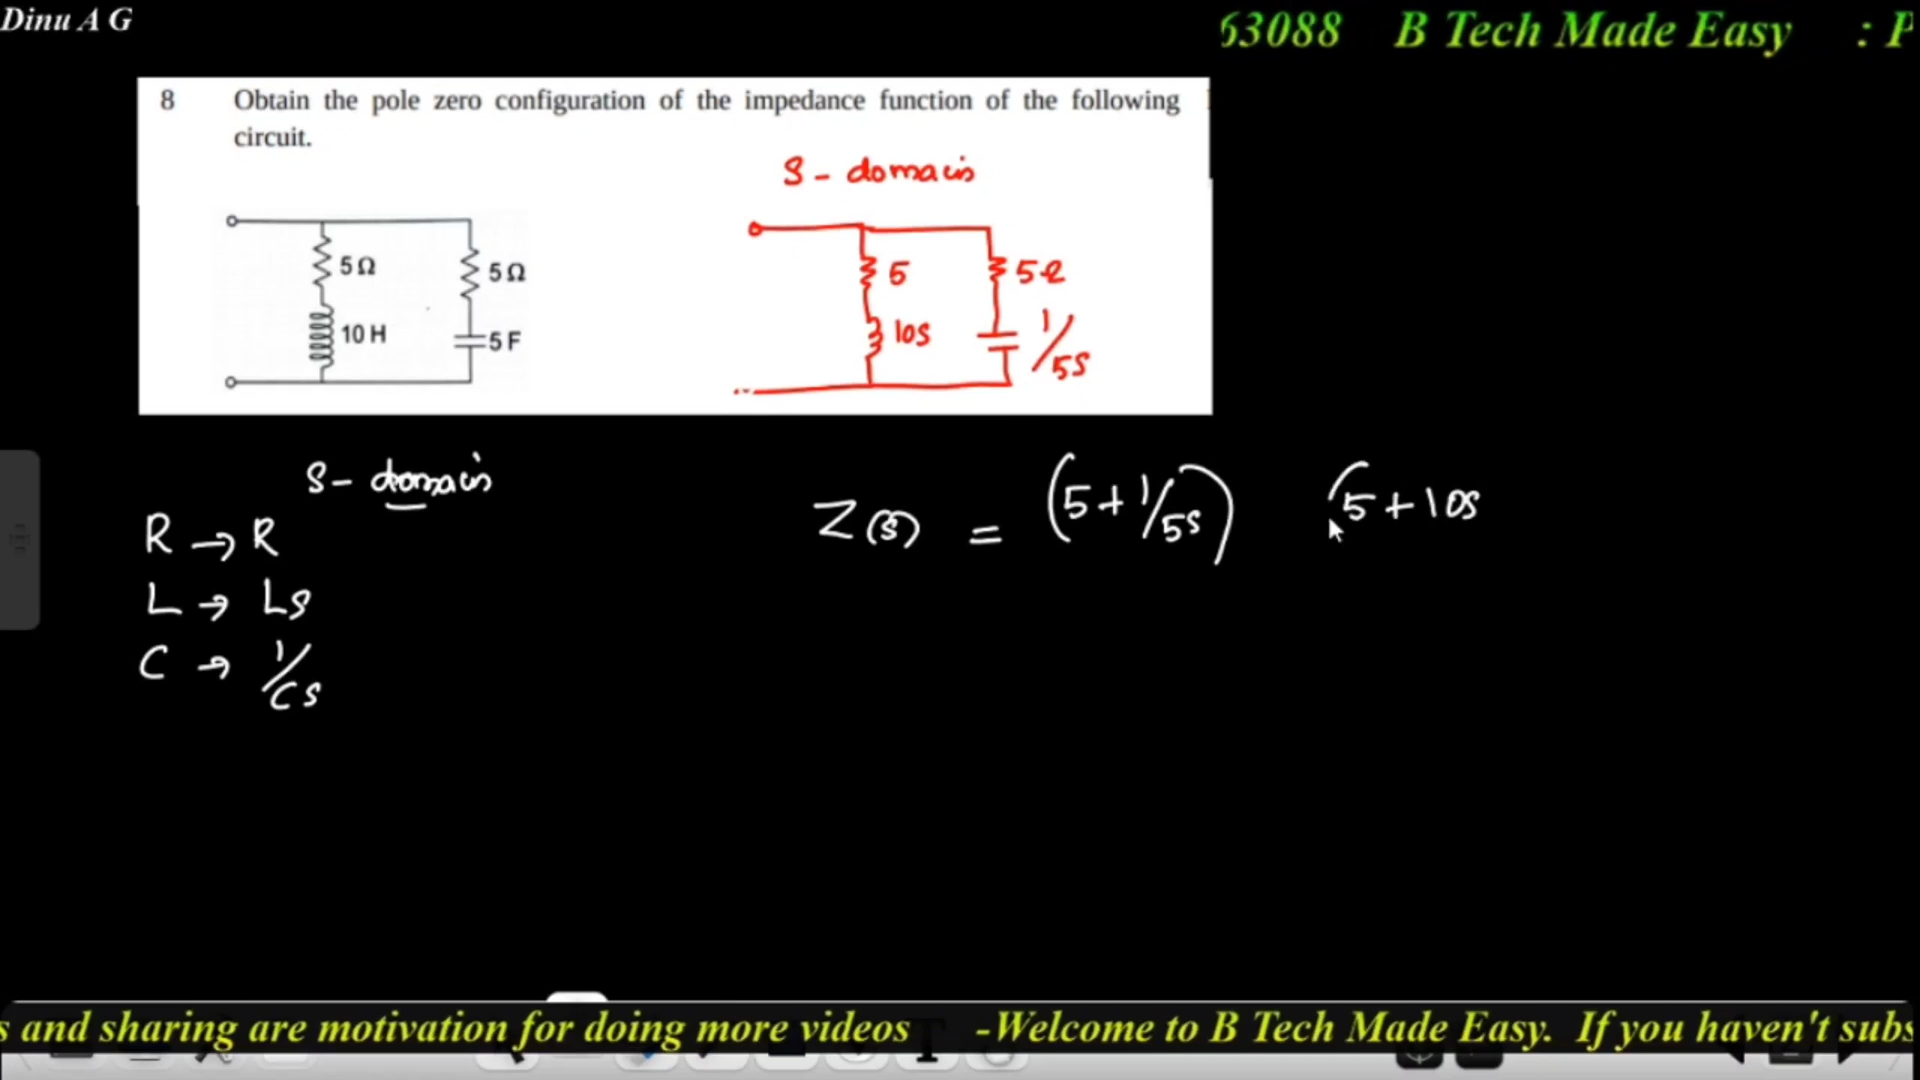 Dinu A G
63088 B Tech Made Easy : P
8 Obtain the pole zero configuration of the impedance function of the following
circuit.
S - domain
5Ω
5Ω
10 H
5 F
5
5Ω
10s
1/5s
S - domain
R → R
L → Ls
C → 1/Cs
Z(s) = (5 + 1/5s) (5 + 10s
s and sharing are motivation for doing more videos -Welcome to B Tech Made Easy. If you haven't subs